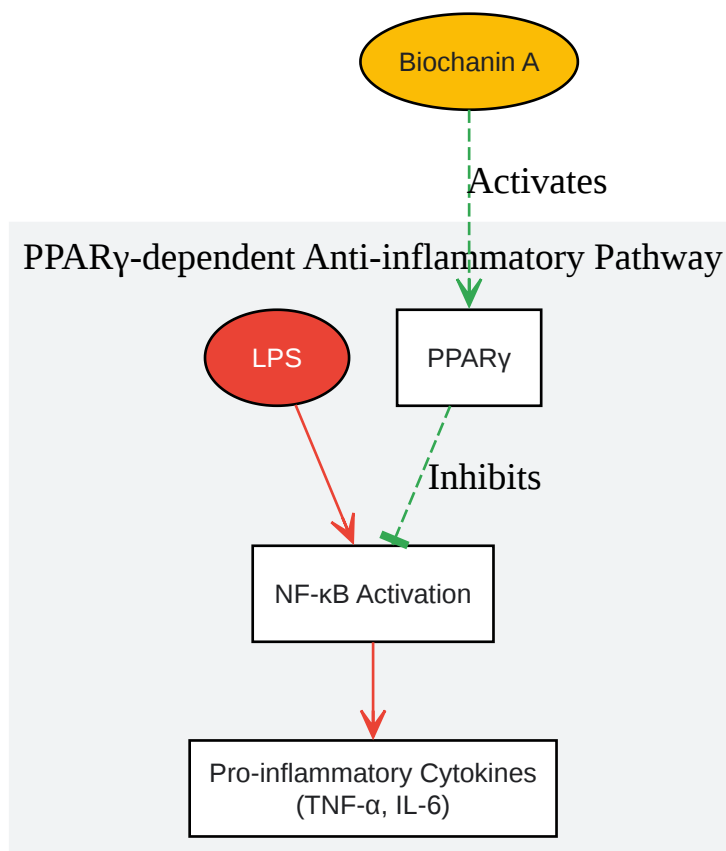 Biochanin A
Activates
PPARγ-dependent Anti-inflammatory Pathway
LPS
PPARγ
Inhibits
NF-κB Activation
Pro-inflammatory Cytokines
(TNF-α, IL-6)